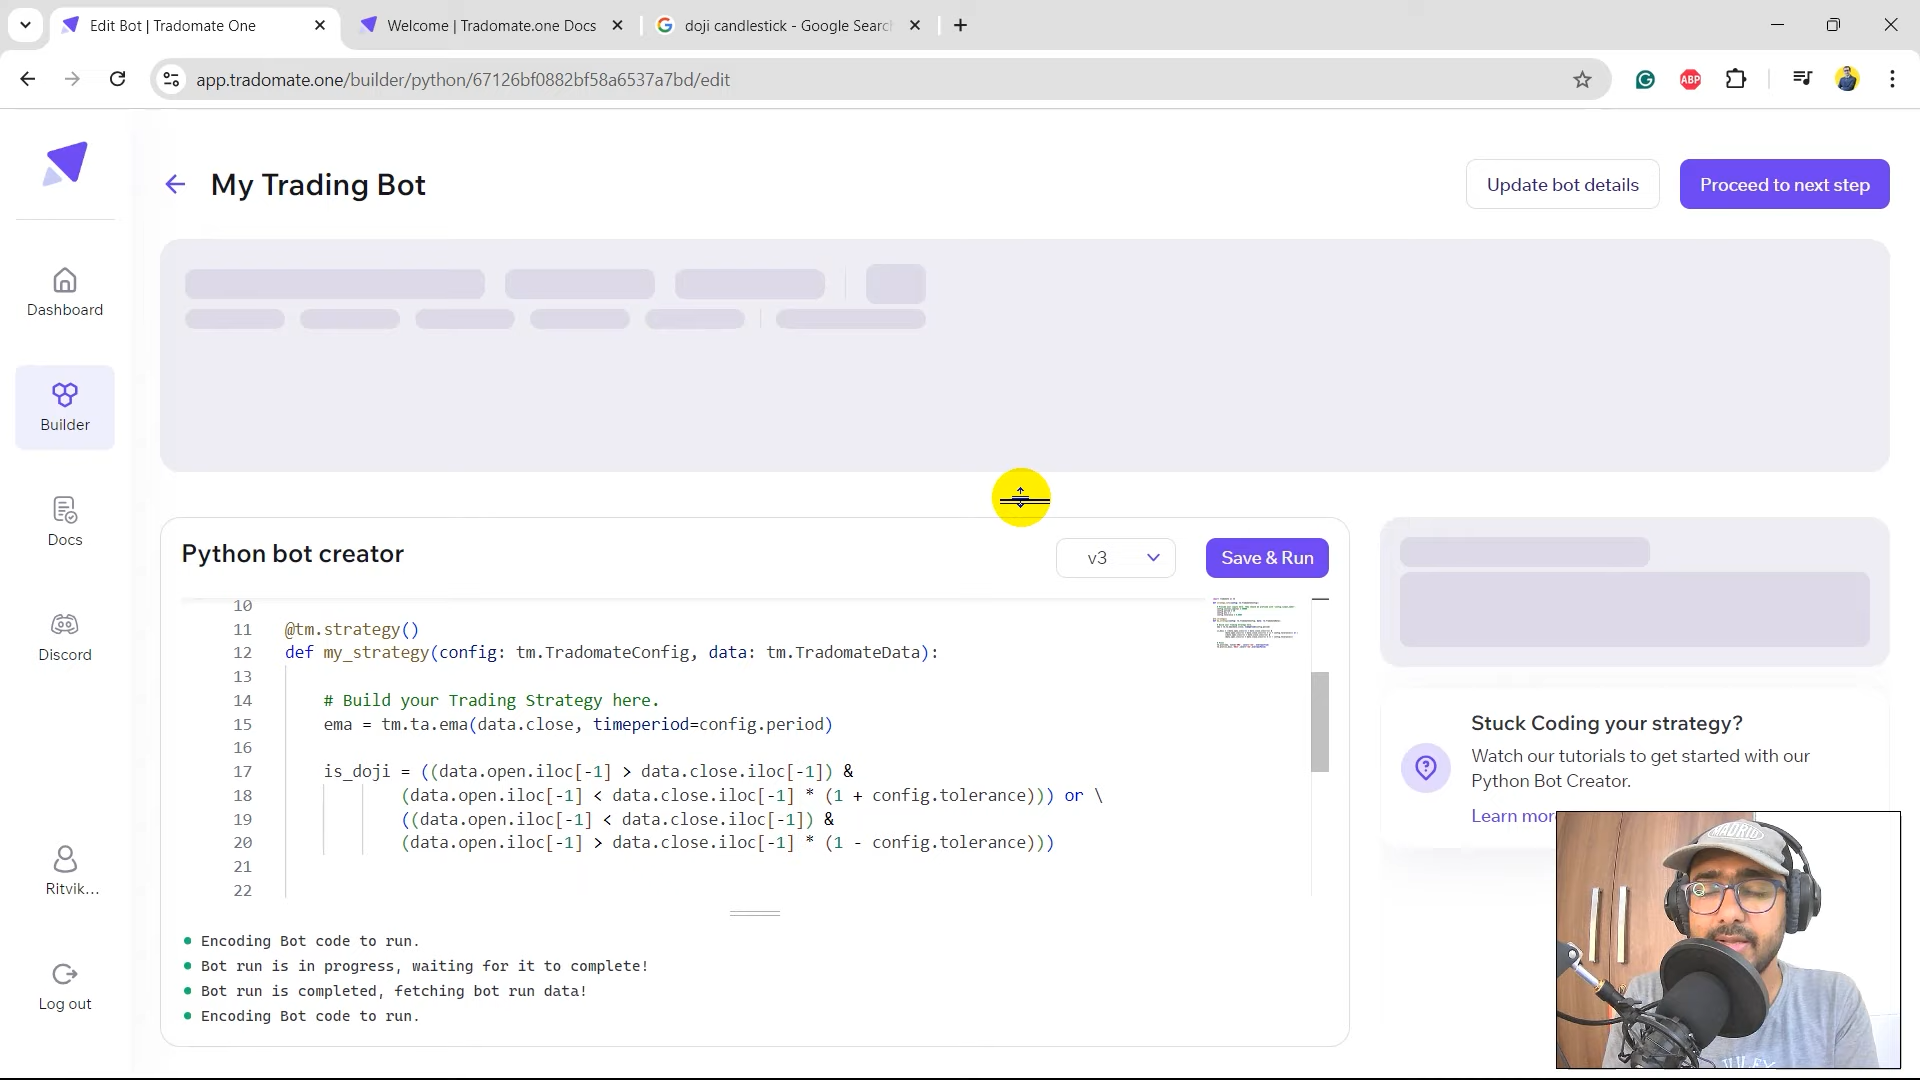 Edit Bot | Tradomate One
Welcome | Tradomate.one Docs
doji candlestick - Google Searc
app.tradomate.one/builder/python/67126bf0882bf58a6537a7bd/edit
ABP
My Trading Bot
Update bot details
Proceed to next step
Dashboard
Builder
Docs
Discord
Ritvik...
Log out
Python bot creator
v3
Save & Run
10
11 @tm.strategy()
12 def my_strategy(config: tm.TradomateConfig, data: tm.TradomateData):
13
14 # Build your Trading Strategy here.
15 ema = tm.ta.ema(data.close, timeperiod=config.period)
16
17 is_doji = ((data.open.iloc[-1] > data.close.iloc[-1]) &
18 (data.open.iloc[-1] < data.close.iloc[-1] * (1 + config.tolerance))) or \
19 ((data.open.iloc[-1] < data.close.iloc[-1]) &
20 (data.open.iloc[-1] > data.close.iloc[-1] * (1 - config.tolerance)))
21
22
Encoding Bot code to run.
Bot run is in progress, waiting for it to complete!
Bot run is completed, fetching bot run data!
Encoding Bot code to run.
Stuck Coding your strategy?
Watch our tutorials to get started with our
Python Bot Creator.
Learn mor
MADRID